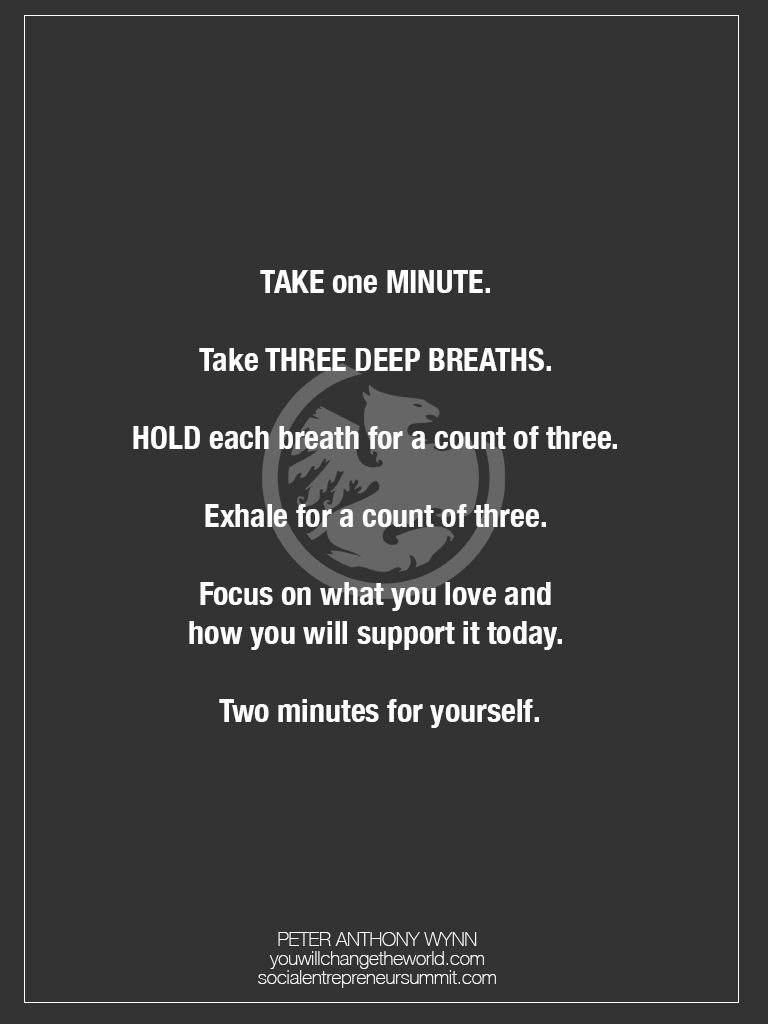 TAKE one MINUTE.
Take THREE DEEP BREATHS.
HOLD each breath for a count of three.
Exhale for a count of three.
Focus on what you love and
how you will support it today.
Two minutes for yourself.
PETER ANTHONY WYNN
youwillchangetheworld.com
socialentrepreneursummit.com